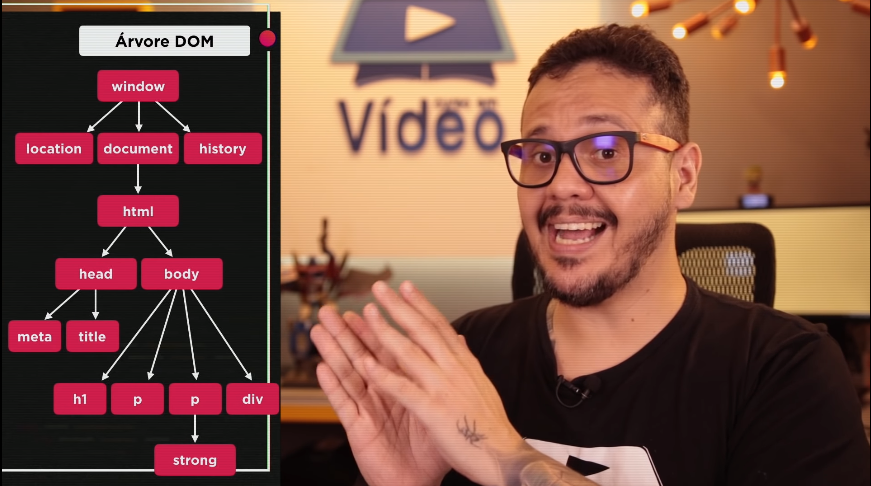 Árvore DOM
window
location document history
html
head body
meta title
h1 p p div
strong
Vídeo